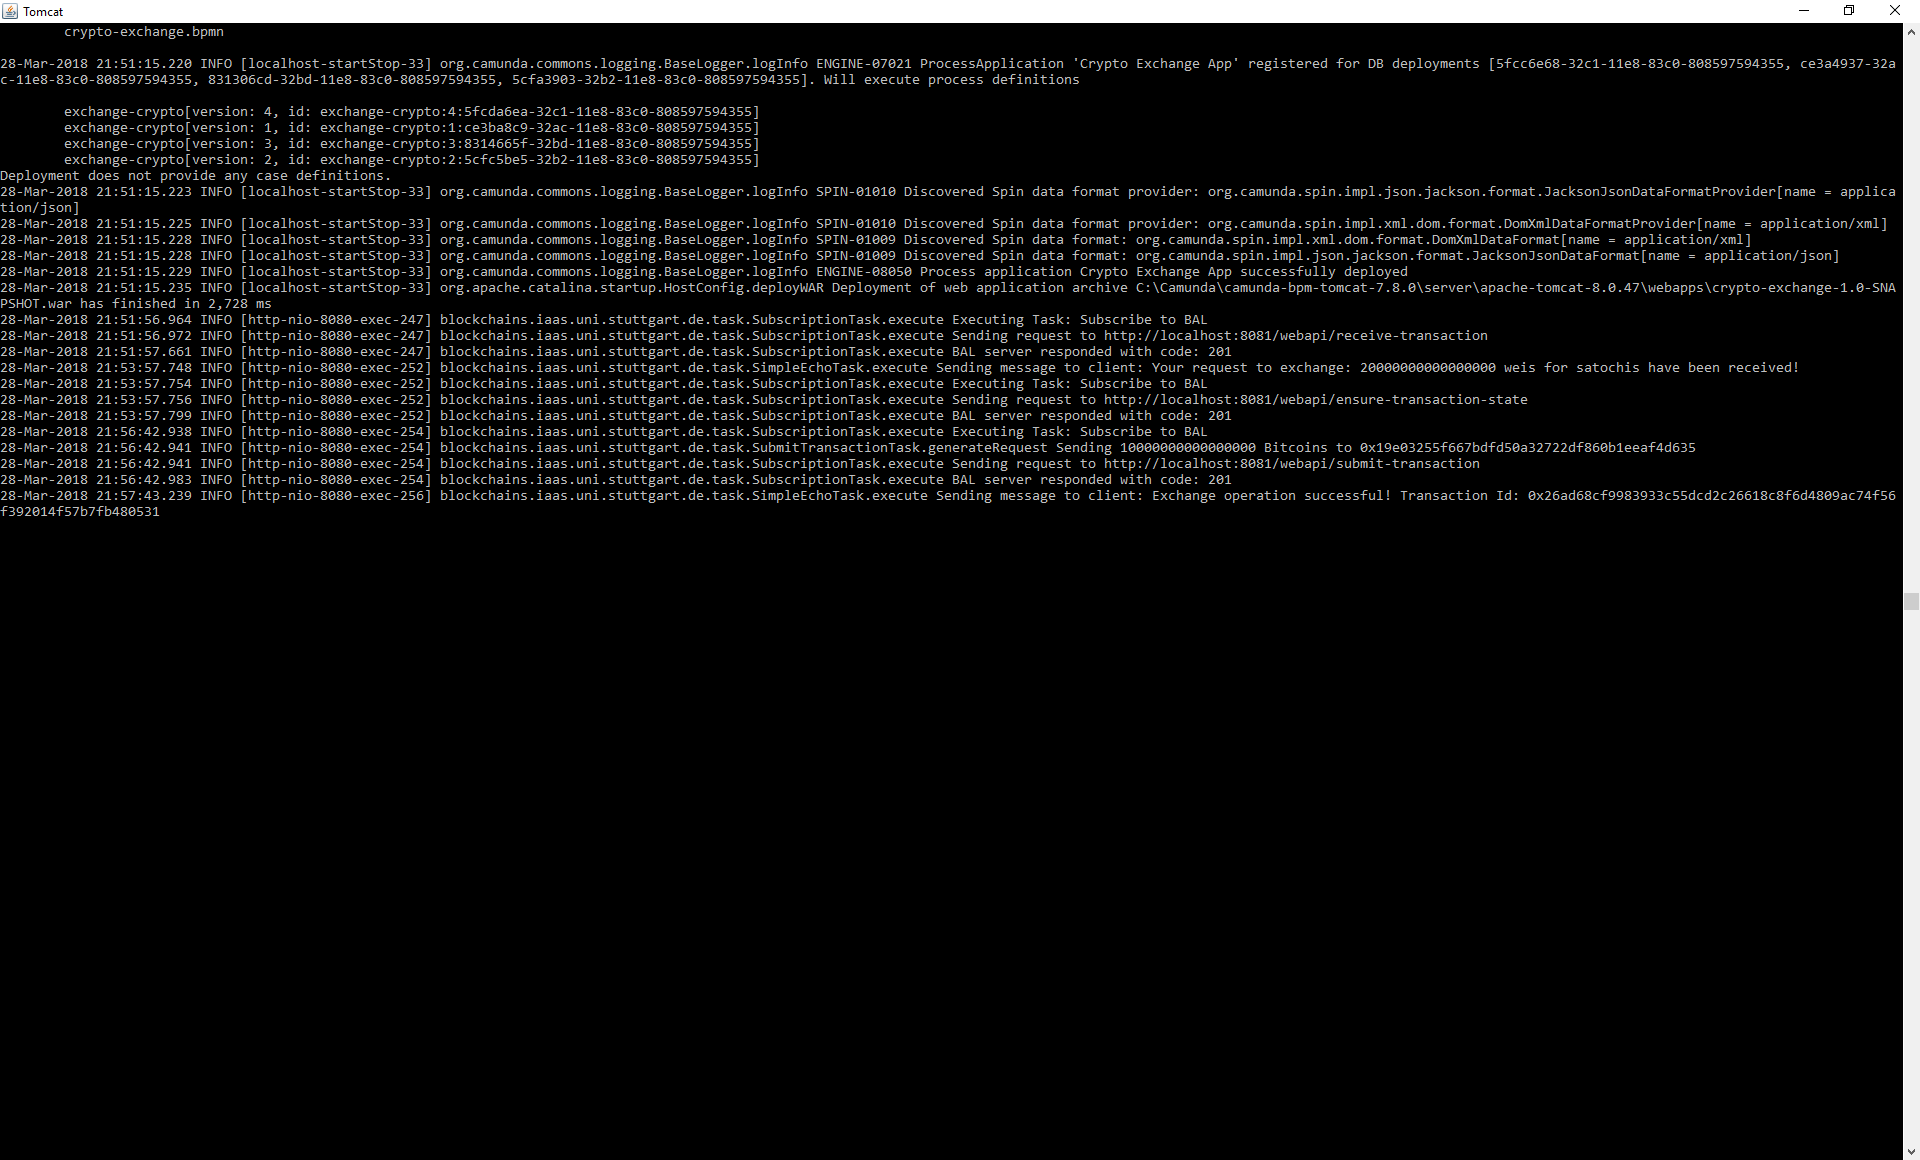 Tomcat
crypto-exchange.bpmn
28-Mar-2018 21:51:15.220 INFO [localhost-startStop-33] org.camunda.commons.logging.BaseLogger.logInfo ENGINE-07021 ProcessApplication 'Crypto Exchange App' registered for DB deployments [5fcc6e68-32c1-11e8-83c0-808597594355, ce3a4937-32a
c-11e8-83c0-808597594355, 831306cd-32bd-11e8-83c0-808597594355, 5cfa3903-32b2-11e8-83c0-808597594355]. Will execute process definitions
exchange-crypto[version: 4, id: exchange-crypto:4:5fcda6ea-32c1-11e8-83c0-808597594355]
exchange-crypto[version: 1, id: exchange-crypto:1:ce3ba8c9-32ac-11e8-83c0-808597594355]
exchange-crypto[version: 3, id: exchange-crypto:3:8314665f-32bd-11e8-83c0-808597594355]
exchange-crypto[version: 2, id: exchange-crypto:2:5cfc5be5-32b2-11e8-83c0-808597594355]
Deployment does not provide any case definitions.
28-Mar-2018 21:51:15.223 INFO [localhost-startStop-33] org.camunda.commons.logging.BaseLogger.logInfo SPIN-01010 Discovered Spin data format provider: org.camunda.spin.impl.json.jackson.format.JacksonJsonDataFormatProvider[name = applica
tion/json]
28-Mar-2018 21:51:15.225 INFO [localhost-startStop-33] org.camunda.commons.logging.BaseLogger.logInfo SPIN-01010 Discovered Spin data format provider: org.camunda.spin.impl.xml.dom.format.DomXmlDataFormatProvider[name = application/xml]
28-Mar-2018 21:51:15.228 INFO [localhost-startStop-33] org.camunda.commons.logging.BaseLogger.logInfo SPIN-01009 Discovered Spin data format: org.camunda.spin.impl.xml.dom.format.DomXmlDataFormat[name = application/xml]
28-Mar-2018 21:51:15.228 INFO [localhost-startStop-33] org.camunda.commons.logging.BaseLogger.logInfo SPIN-01009 Discovered Spin data format: org.camunda.spin.impl.json.jackson.format.JacksonJsonDataFormat[name = application/json]
28-Mar-2018 21:51:15.229 INFO [localhost-startStop-33] org.camunda.commons.logging.BaseLogger.logInfo ENGINE-08050 Process application Crypto Exchange App successfully deployed
28-Mar-2018 21:51:15.235 INFO [localhost-startStop-33] org.apache.catalina.startup.HostConfig.deployWAR Deployment of web application archive C:\Camunda\camunda-bpm-tomcat-7.8.0\server\apache-tomcat-8.0.47\webapps\crypto-exchange-1.0-SNA
PSHOT.war has finished in 2,728 ms
28-Mar-2018 21:51:56.964 INFO [http-nio-8080-exec-247] blockchains.iaas.uni.stuttgart.de.task.SubscriptionTask.execute Executing Task: Subscribe to BAL
28-Mar-2018 21:51:56.972 INFO [http-nio-8080-exec-247] blockchains.iaas.uni.stuttgart.de.task.SubscriptionTask.execute Sending request to http://localhost:8081/webapi/receive-transaction
28-Mar-2018 21:51:57.661 INFO [http-nio-8080-exec-247] blockchains.iaas.uni.stuttgart.de.task.SubscriptionTask.execute BAL server responded with code: 201
28-Mar-2018 21:53:57.748 INFO [http-nio-8080-exec-252] blockchains.iaas.uni.stuttgart.de.task.SimpleEchoTask.execute Sending message to client: Your request to exchange: 20000000000000000 weis for satochis have been received!
28-Mar-2018 21:53:57.754 INFO [http-nio-8080-exec-252] blockchains.iaas.uni.stuttgart.de.task.SubscriptionTask.execute Executing Task: Subscribe to BAL
28-Mar-2018 21:53:57.756 INFO [http-nio-8080-exec-252] blockchains.iaas.uni.stuttgart.de.task.SubscriptionTask.execute Sending request to http://localhost:8081/webapi/ensure-transaction-state
28-Mar-2018 21:53:57.799 INFO [http-nio-8080-exec-252] blockchains.iaas.uni.stuttgart.de.task.SubscriptionTask.execute BAL server responded with code: 201
28-Mar-2018 21:56:42.938 INFO [http-nio-8080-exec-254] blockchains.iaas.uni.stuttgart.de.task.SubscriptionTask.execute Executing Task: Subscribe to BAL
28-Mar-2018 21:56:42.941 INFO [http-nio-8080-exec-254] blockchains.iaas.uni.stuttgart.de.task.SubmitTransactionTask.generateRequest Sending 10000000000000000 Bitcoins to 0x19e03255f667bdfd50a32722df860b1eeaf4d635
28-Mar-2018 21:56:42.941 INFO [http-nio-8080-exec-254] blockchains.iaas.uni.stuttgart.de.task.SubscriptionTask.execute Sending request to http://localhost:8081/webapi/submit-transaction
28-Mar-2018 21:56:42.983 INFO [http-nio-8080-exec-254] blockchains.iaas.uni.stuttgart.de.task.SubscriptionTask.execute BAL server responded with code: 201
28-Mar-2018 21:57:43.239 INFO [http-nio-8080-exec-256] blockchains.iaas.uni.stuttgart.de.task.SimpleEchoTask.execute Sending message to client: Exchange operation successful! Transaction Id: 0x26ad68cf9983933c55dcd2c26618c8f6d4809ac74f56
f392014f57b7fb480531